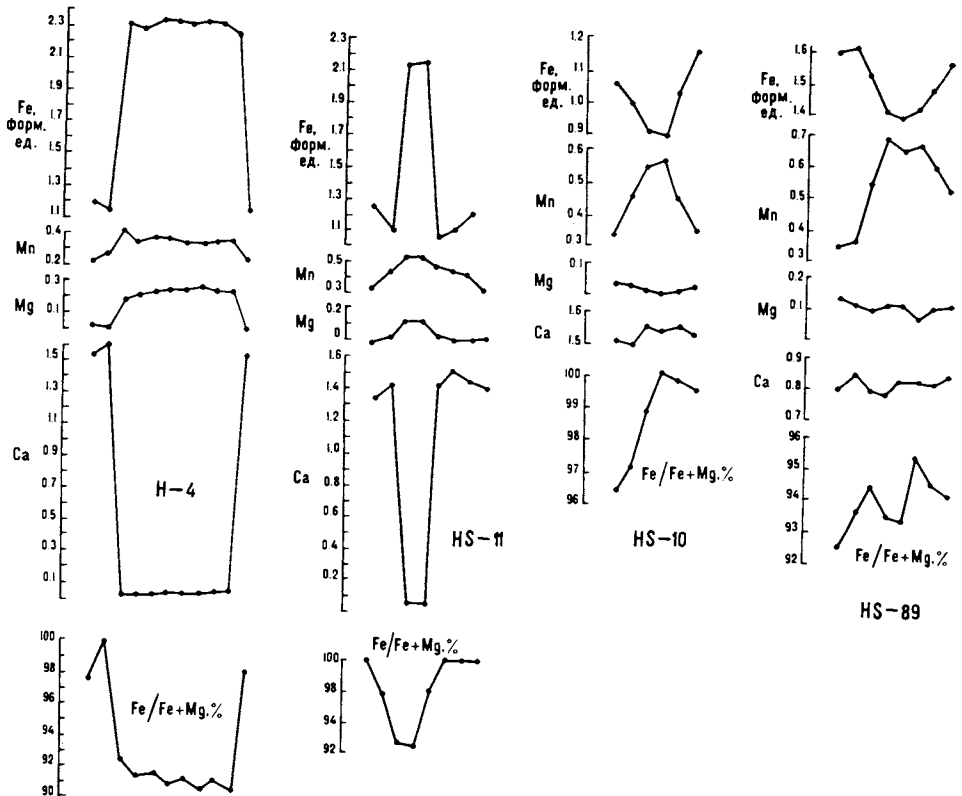 2.3
2.1
1.9
1.7
1.5
1.3
1.1
Fe,
форм.
ед.
0.4
0.2
Mn
0.3
0.1
Mg
1.5
1.3
1.1
0.9
0.7
0.5
0.3
0.1
Ca
H-4
100
98
96
94
92
90
Fe/Fe+Mg.%
2.3
2.1
1.9
1.7
1.5
1.3
1.1
Fe,
форм.
ед.
0.5
0.3
Mn
0.2
0
Mg
1.6
1.4
1.2
1.0
0.8
0.6
0.4
0.2
Ca
HS-11
Fe/Fe+Mg.%
100
98
96
94
92
1.2
1.1
1.0
0.9
Fe,
форм.
ед.
0.6
0.5
0.4
0.3
Mn
0.1
Mg
1.6
1.5
Ca
100
99
98
97
96
Fe/Fe+Mg.%
HS-10
1.6
1.5
1.4
Fe,
форм.
ед.
0.7
0.6
0.5
0.4
0.3
Mn
0.2
0.1
Mg
0.9
0.8
0.7
Ca
96
95
94
93
92
Fe/Fe+Mg.%
HS-89